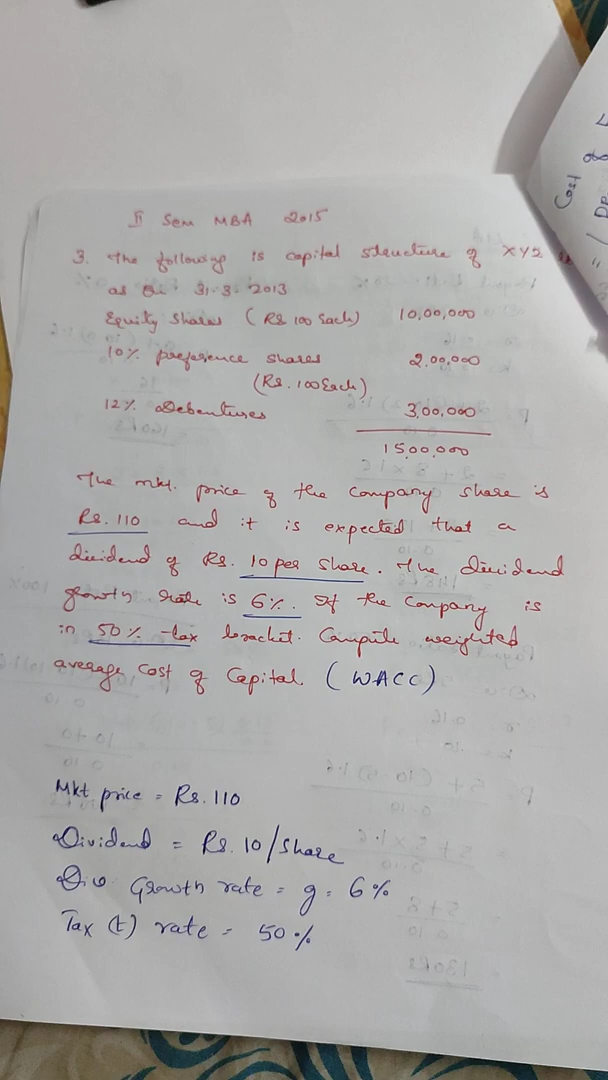 Cost of
= / DP
II Sem MBA 2015
3. The following is capital structure of XYZ
as on 31-3-2013
Equity shares (RS 100 Each) 10,00,000
10% preference shares 2,00,000
(Rs. 100 Each)
12% Debentures 3,00,000
15,00,000
The mkt. price of the company share is
Rs. 110 and it is expected that a
dividend of Rs. 10 per share. The dividend
growth rate is 6%. If the company is
in 50% tax bracket. Compute weighted
average cost of Capital. (WACC)
Mkt price = Rs. 110
Dividend = Rs. 10/share
Div. Growth rate = g = 6%
Tax (t) rate = 50%